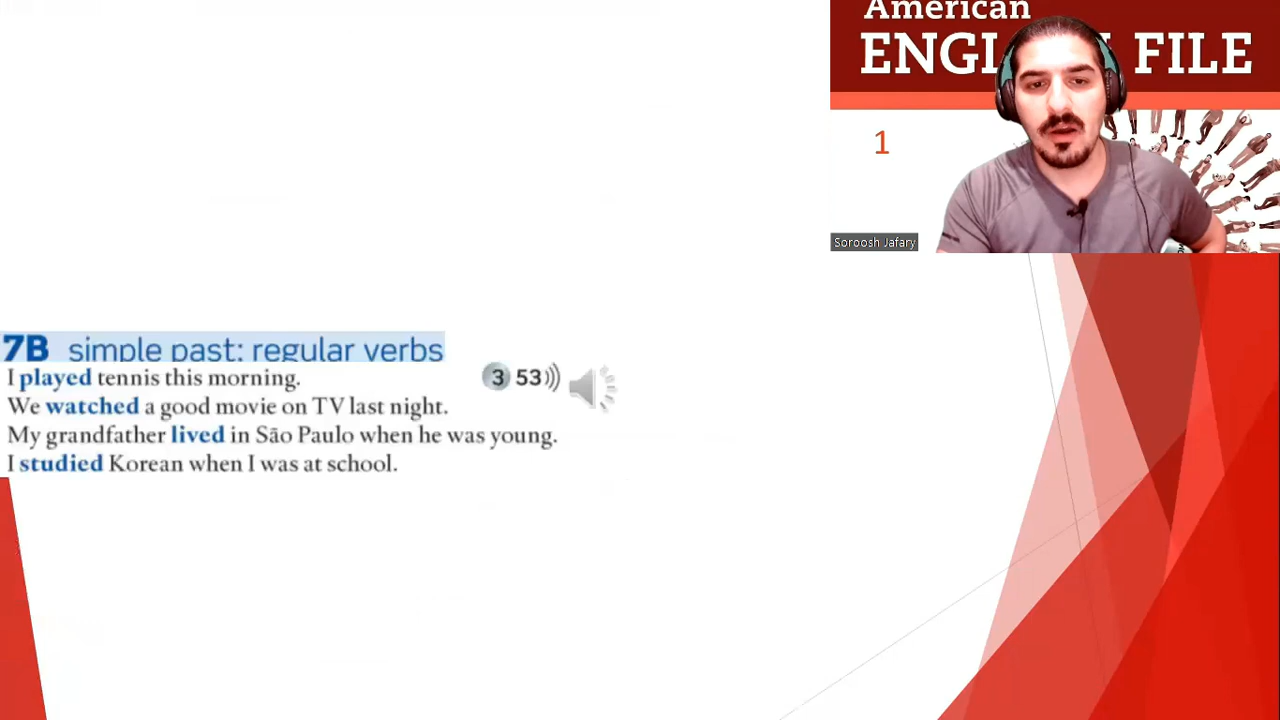 American
ENGL FILE
1
Soroosh Jafary
7B simple past: regular verbs
I played tennis this morning.
3 53
We watched a good movie on TV last night.
My grandfather lived in São Paulo when he was young.
I studied Korean when I was at school.